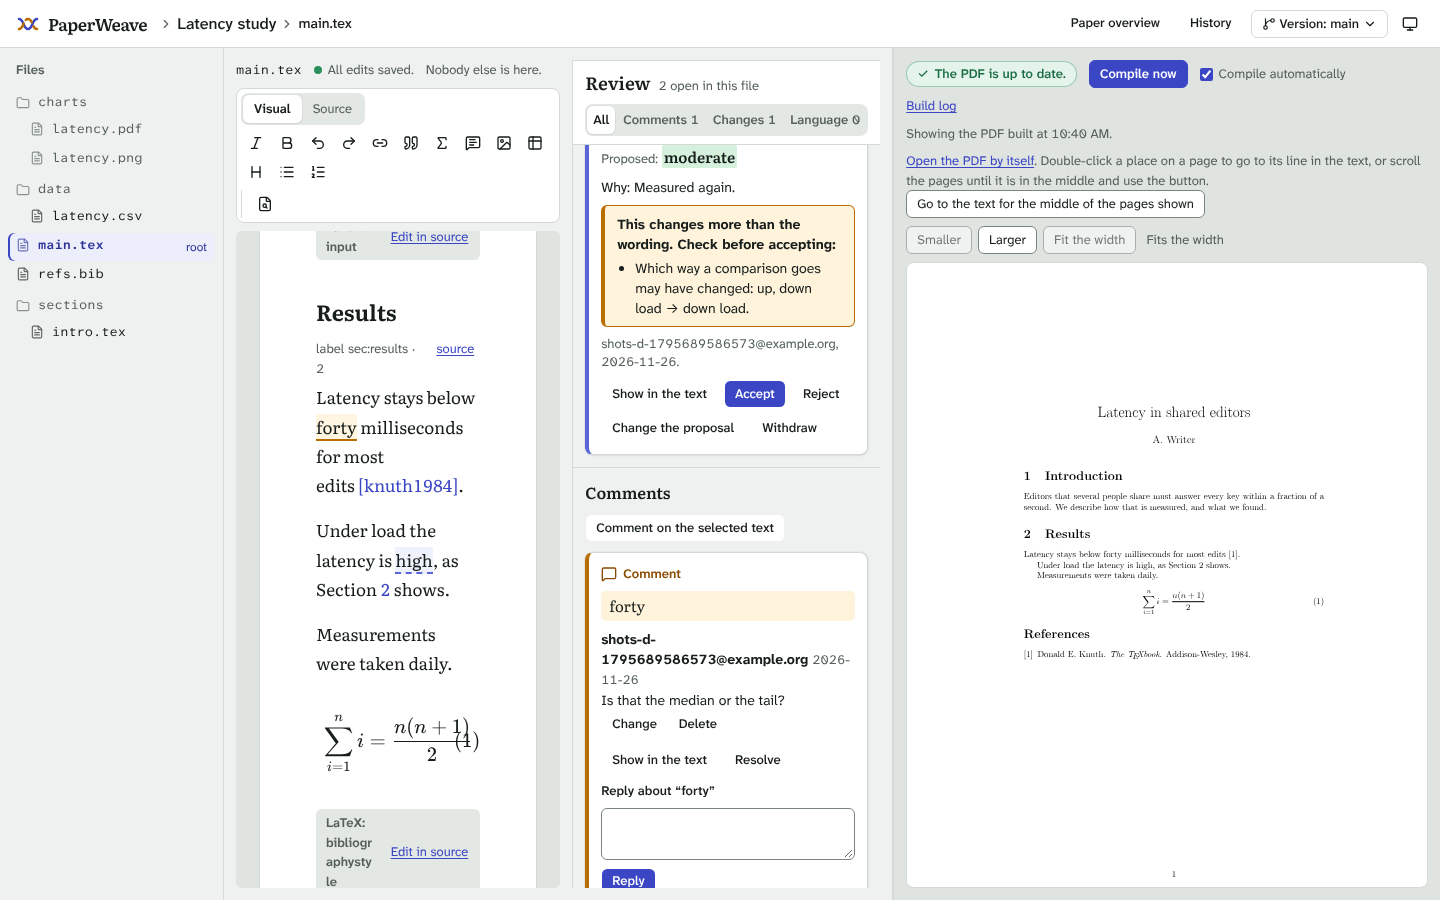 PaperWeave > Latency study > main.tex
Paper overview History Version: main
Files
charts
latency.pdf
latency.png
data
latency.csv
main.tex root
refs.bib
sections
intro.tex
main.tex All edits saved. Nobody else is here.
Visual Source
input Edit in source
Results
label sec:results · source
2
Latency stays below
forty milliseconds
for most
edits [knuth1984].
Under load the
latency is high, as
Section 2 shows.
Measurements
were taken daily.
∑_{i=1}^{n} i = n(n + 1)/2 (1)
LaTeX:
bibliogr
aphysty
le
Edit in source
Review 2 open in this file
All Comments 1 Changes 1 Language 0
Proposed: moderate
Why: Measured again.
This changes more than the
wording. Check before accepting:
• Which way a comparison goes
may have changed: up, down
load → down load.
shots-d-1795689586573@example.org,
2026-11-26.
Show in the text Accept Reject
Change the proposal Withdraw
Comments
Comment on the selected text
Comment
forty
shots-d-
1795689586573@example.org 2026-
11-26
Is that the median or the tail?
Change Delete
Show in the text Resolve
Reply about “forty”
Reply
The PDF is up to date. Compile now Compile automatically
Build log
Showing the PDF built at 10:40 AM.
Open the PDF by itself. Double-click a place on a page to go to its line in the text, or scroll
the pages until it is in the middle and use the button.
Go to the text for the middle of the pages shown
Smaller Larger Fit the width Fits the width
Latency in shared editors
A. Writer
1 Introduction
Editors that several people share must answer every key within a fraction of a
second. We describe how that is measured, and what we found.
2 Results
Latency stays below forty milliseconds for most edits [1].
Under load the latency is high, as Section 2 shows.
Measurements were taken daily.
∑_{i=1}^{n} i = n(n+1)/2 (1)
References
[1] Donald E. Knuth. The TEXbook. Addison-Wesley, 1984.
1